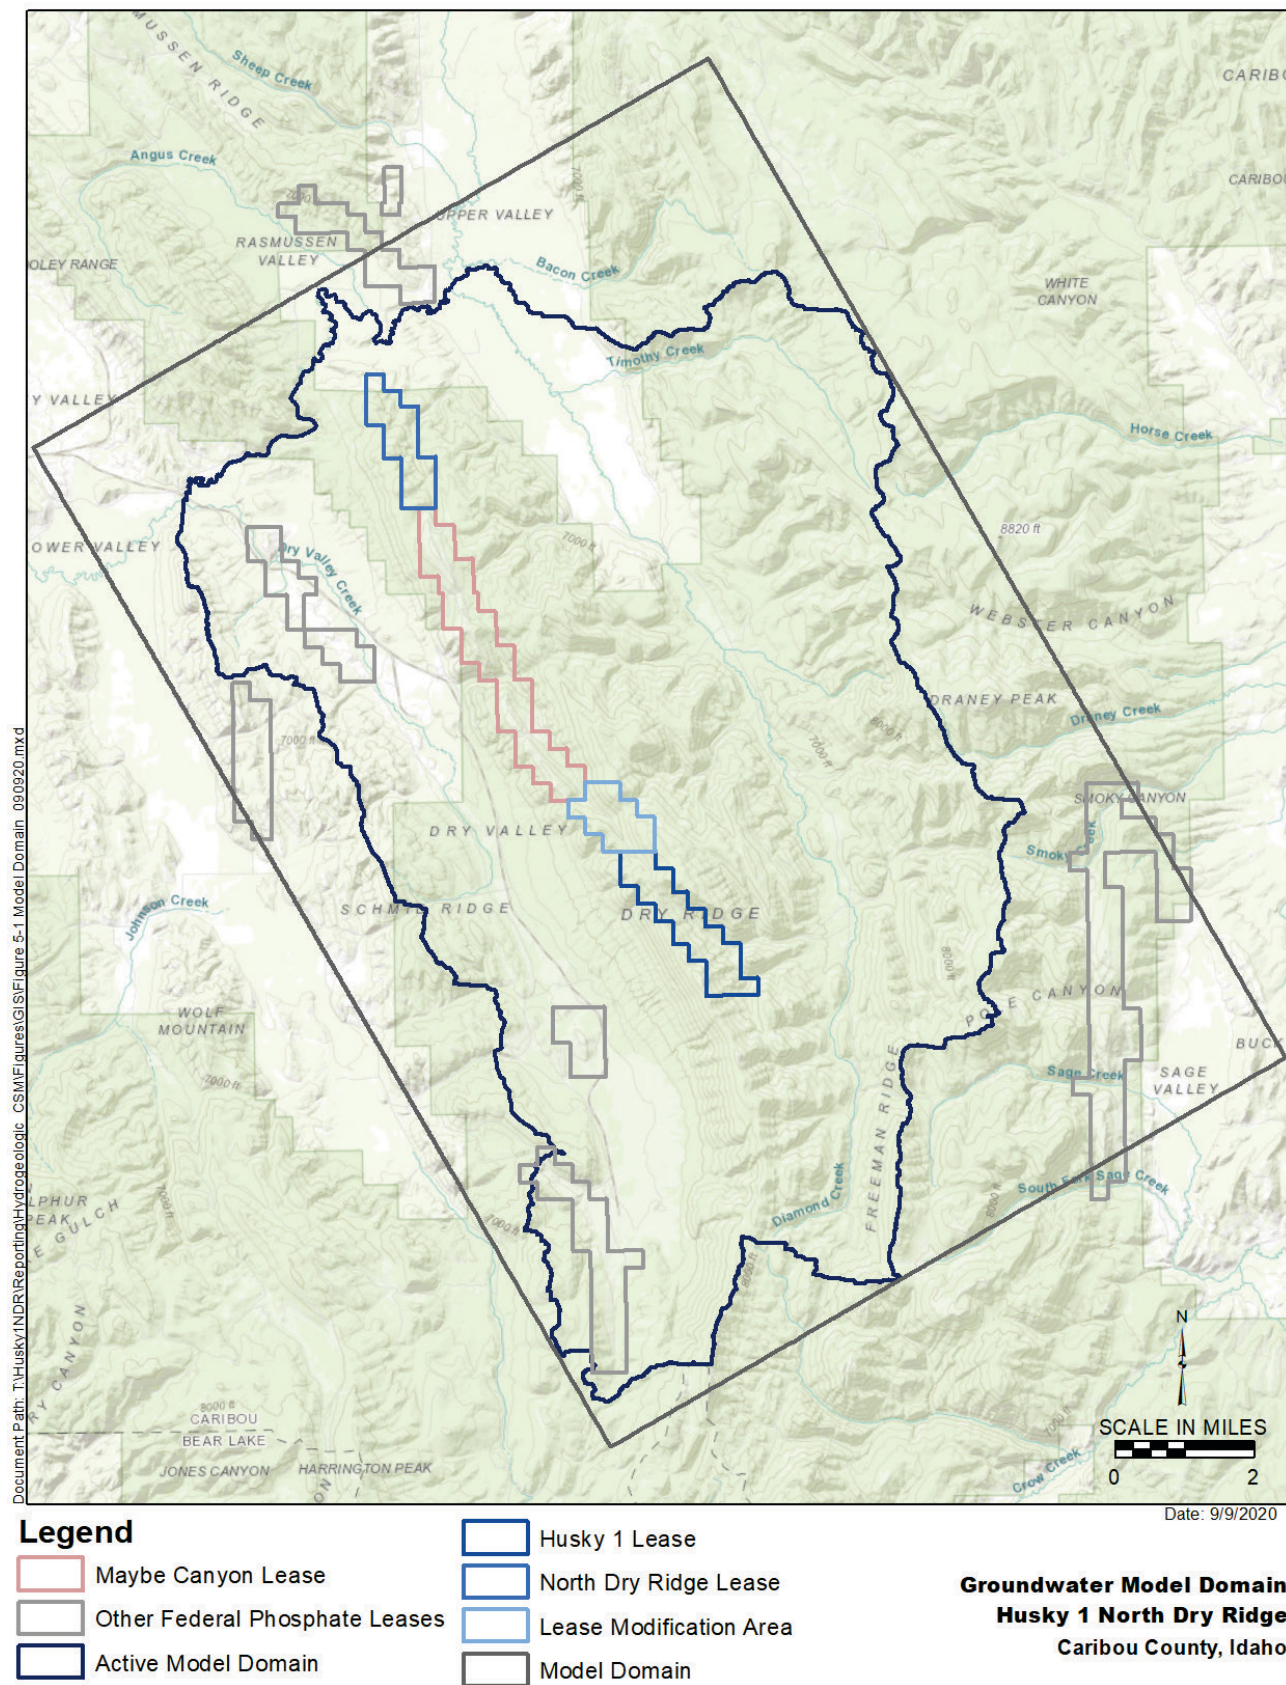 MUSSEN RIDGE
Sheep Creek
CARIBO
Angus Creek
7000 ft
CARIBOU
UPPER VALLEY
RASMUSSEN
VALLEY
OLEY RANGE
Bacon Creek
WHITE
CANYON
Timothy Creek
Y VALLEY
Horse Creek
8820 ft
OWER VALLEY
Dry Valley Creek
7000 ft
WEBSTER CANYON
DRANEY PEAK
Draney Creek
8000 ft
7000 ft
7000 ft
SMOKY CANYON
DRY VALLEY
Smoky Creek
SCHMID RIDGE
DRY RIDGE
Johnson Creek
8000 ft
POLE CANYON
WOLF
MOUNTAIN
BUCK
7000 ft
Sage Creek
SAGE
VALLEY
FREEMAN RIDGE
South Fork Sage Creek
LPHUR
PEAK
E GULCH
7000 ft
7000 ft
Diamond Creek
8000 ft
8000 ft
RY CANYON
N
8000 ft
CARIBOU
BEAR LAKE
JONES CANYON
HARRINGTON PEAK
ON
7000 ft
Crow Creek
SCALE IN MILES
0 2
Document Path: T:\Husky1NDR\Reporting\Hydrogeologic_CSM\Figures\GIS\Figure 5-1 Model Domain_090920.mxd
Date: 9/9/2020
Legend
Maybe Canyon Lease
Other Federal Phosphate Leases
Active Model Domain
Husky 1 Lease
North Dry Ridge Lease
Lease Modification Area
Model Domain
Groundwater Model Domain
Husky 1 North Dry Ridge
Caribou County, Idaho